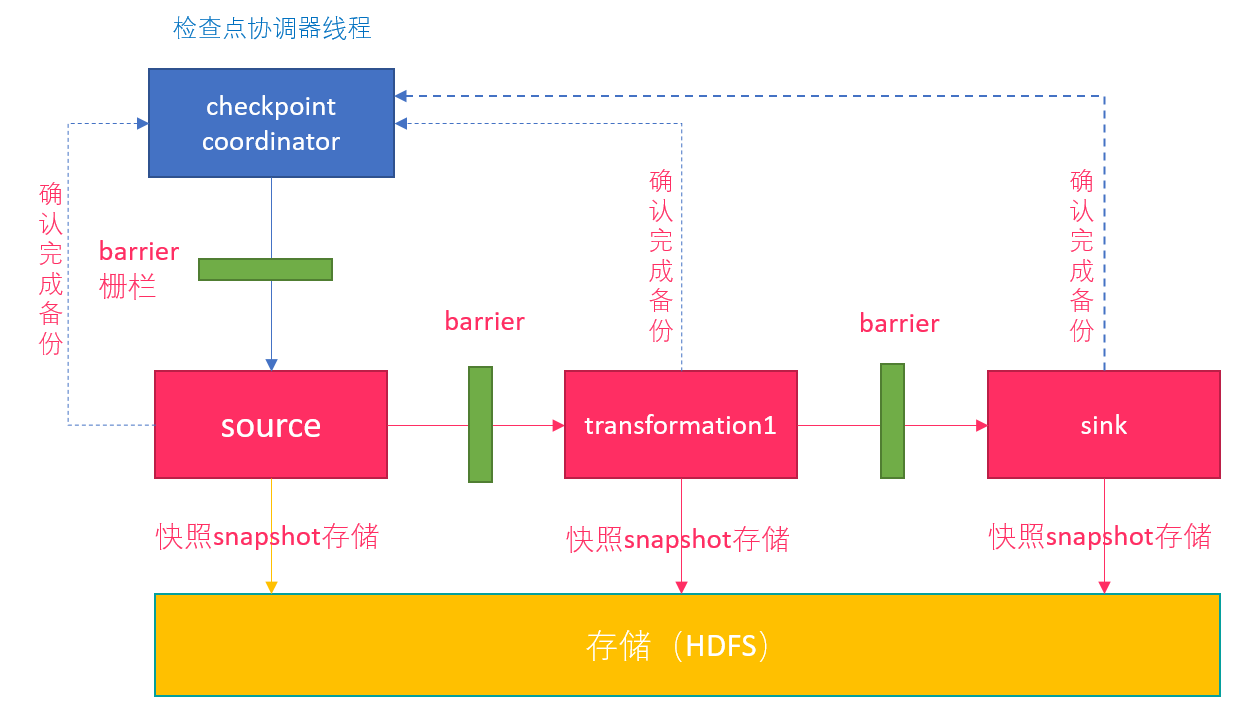 检查点协调器线程
checkpoint
coordinator
确认完成备份
barrier
栅栏
确认完成备份
确认完成备份
barrier
barrier
source
transformation1
sink
快照snapshot存储
快照snapshot存储
快照snapshot存储
存储（HDFS）